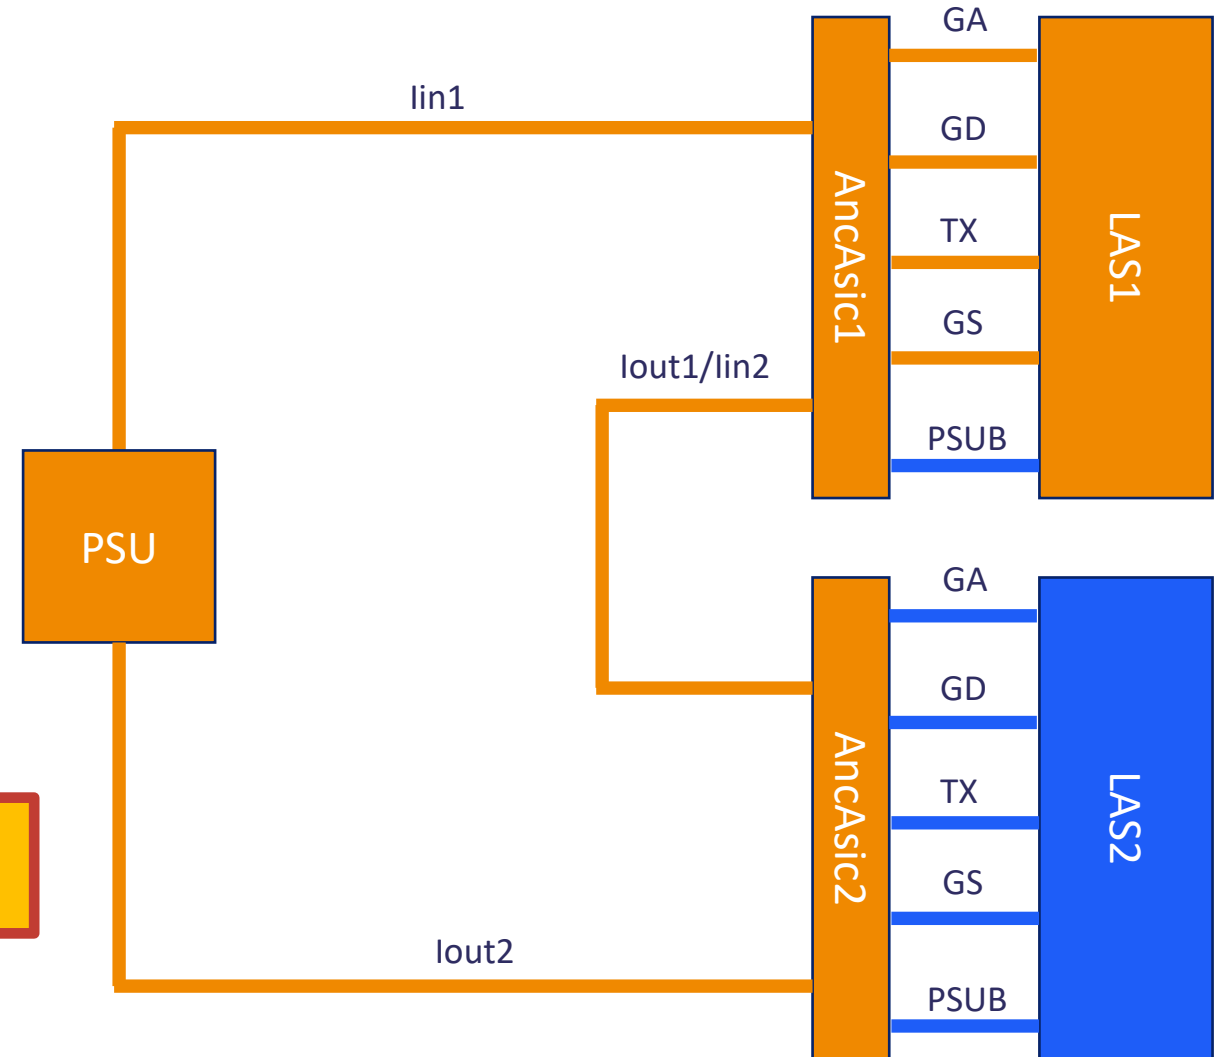 GA
Iin1
GD
AncAsic1
TX
LAS1
GS
Iout1/Iin2
PSUB
PSU
GA
GD
AncAsic2
TX
LAS2
GS
Iout2
PSUB